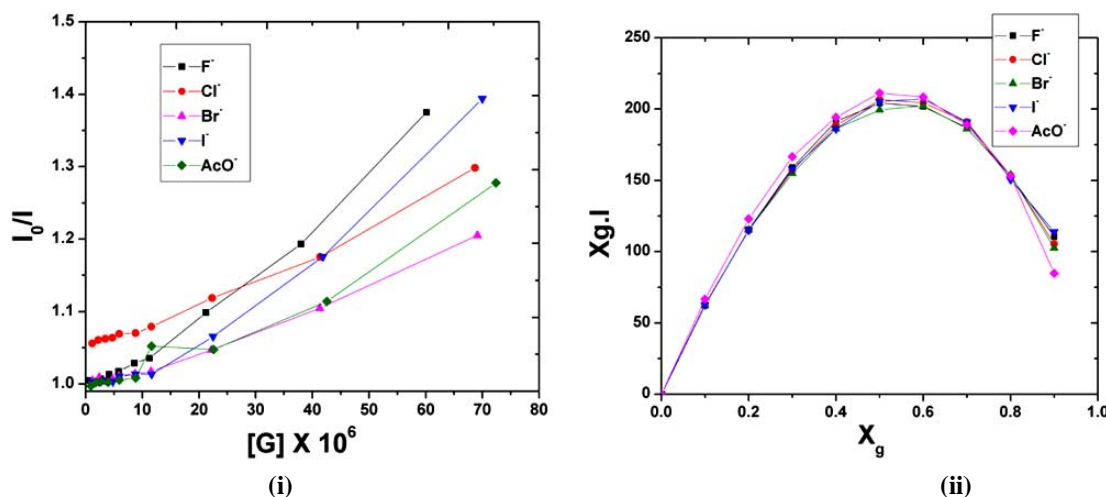 1.5
1.4
1.3
1.2
1.1
1.0
I₀/I
F⁻
Cl⁻
Br⁻
I⁻
AcO⁻
0 10 20 30 40 50 60 70 80
[G] X 10⁶
(i)
250
200
150
100
50
0
Xg.I
F⁻
Cl⁻
Br⁻
I⁻
AcO⁻
0.0 0.2 0.4 0.6 0.8 1.0
X_g
(ii)